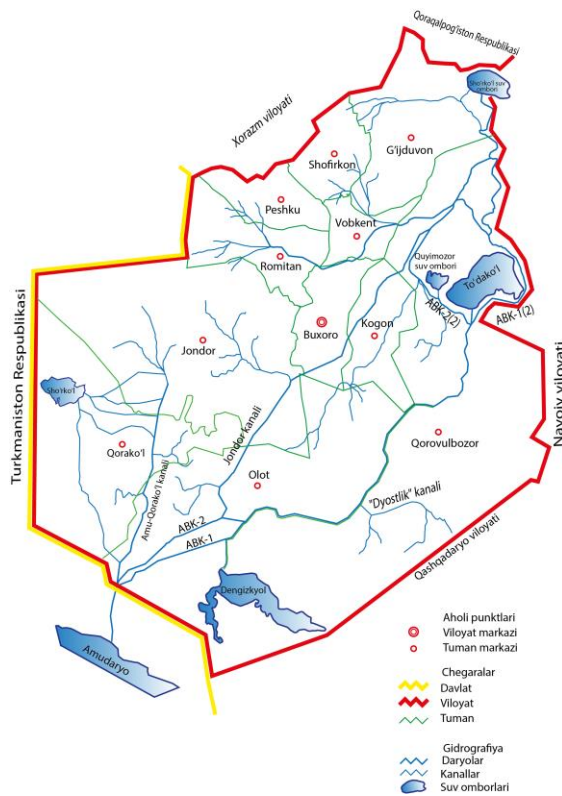 Qoraqalpog'iston Respublikasi
Sho'rko'l suv
ombori
Xorazm viloyati
G'ijduvon
Shofirkon
Peshku
Vobkent
Romitan
Quyimozor
suv ombori
To'dako'l
ABK-2(2)
ABK-1(2)
Buxoro
Kogon
Jondor
Turkmaniston Respublikasi
Navoiy viloyati
Sho'rko'l
Qorako'l
Amu-Qorako'l kanali
Jondor kanali
Qorovulbozor
Olot
"Dyostlik" kanali
ABK-2
ABK-1
Qashqadaryo viloyati
Dengizkyol
Amudaryo
Aholi punktlari
Viloyat markazi
Tuman markazi
Chegaralar
Davlat
Viloyat
Tuman
Gidrografiya
Daryolar
Kanallar
Suv omborlari